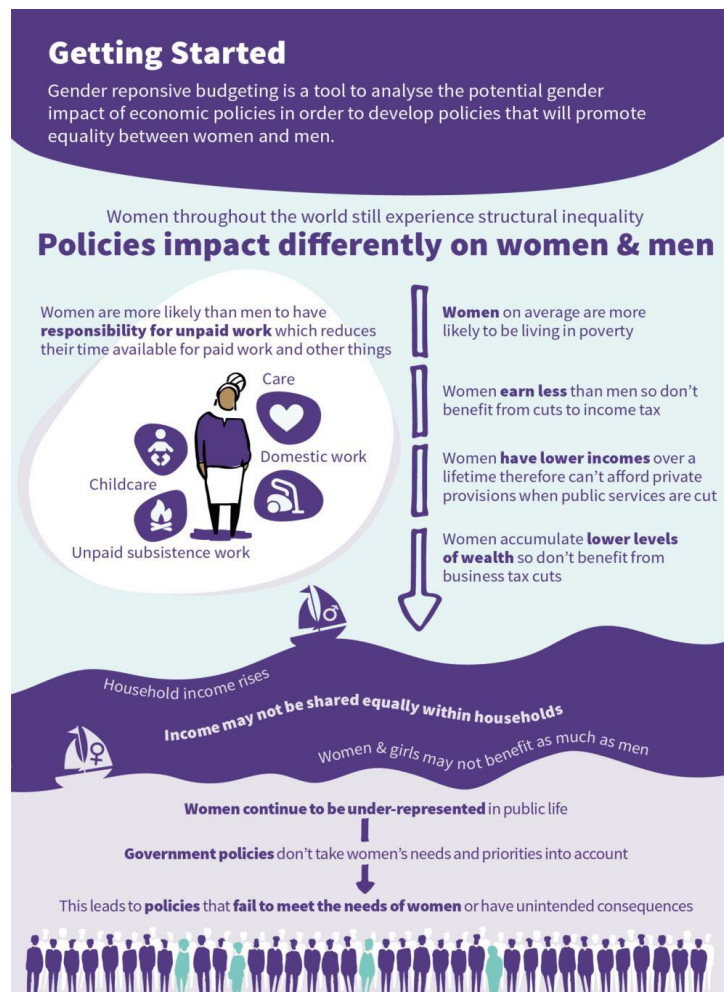 Getting Started
Gender reponsive budgeting is a tool to analyse the potential gender
impact of economic policies in order to develop policies that will promote
equality between women and men.
Women throughout the world still experience structural inequality
Policies impact differently on women & men
Women are more likely than men to have
responsibility for unpaid work which reduces
their time available for paid work and other things
Care
Domestic work
Childcare
Unpaid subsistence work
Women on average are more
likely to be living in poverty
Women earn less than men so don't
benefit from cuts to income tax
Women have lower incomes over a
lifetime therefore can't afford private
provisions when public services are cut
Women accumulate lower levels
of wealth so don't benefit from
business tax cuts
Household income rises
Income may not be shared equally within households
Women & girls may not benefit as much as men
Women continue to be under-represented in public life
Government policies don't take women's needs and priorities into account
This leads to policies that fail to meet the needs of women or have unintended consequences